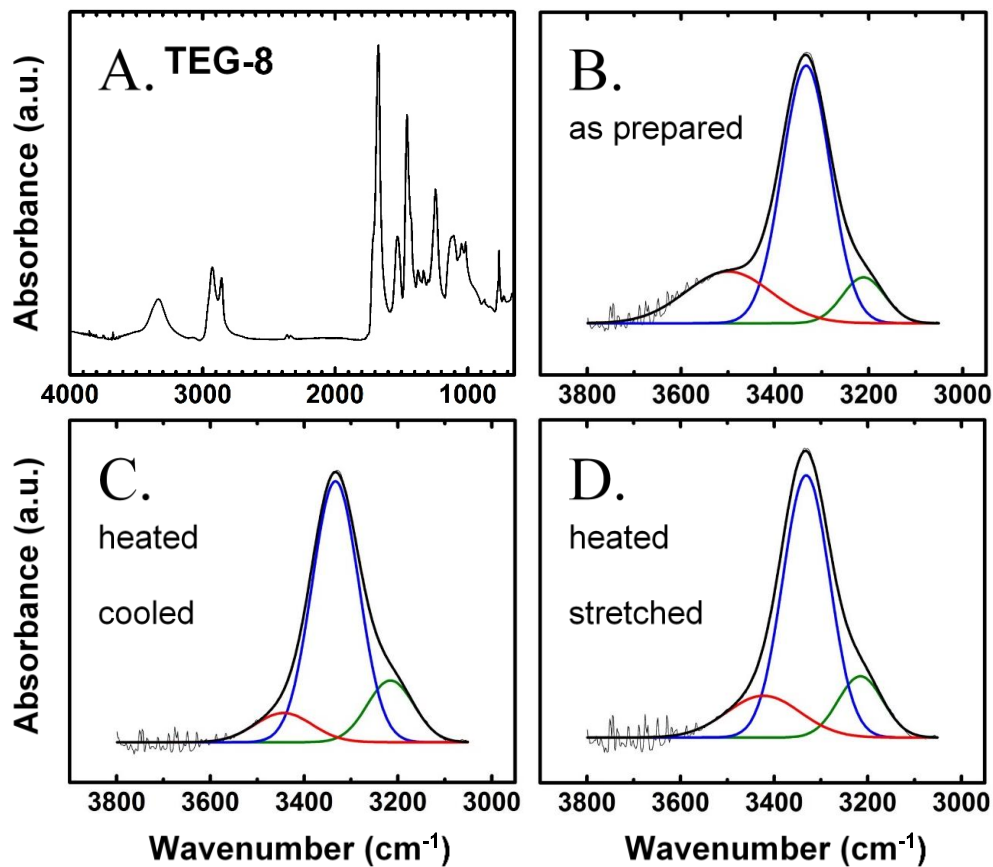 A. TEG-8
Absorbance (a.u.)
4000 3000 2000 1000
B.
as prepared
3800 3600 3400 3200 3000
C.
heated
cooled
Absorbance (a.u.)
3800 3600 3400 3200 3000
Wavenumber (cm-1)
D.
heated
stretched
3800 3600 3400 3200 3000
Wavenumber (cm-1)